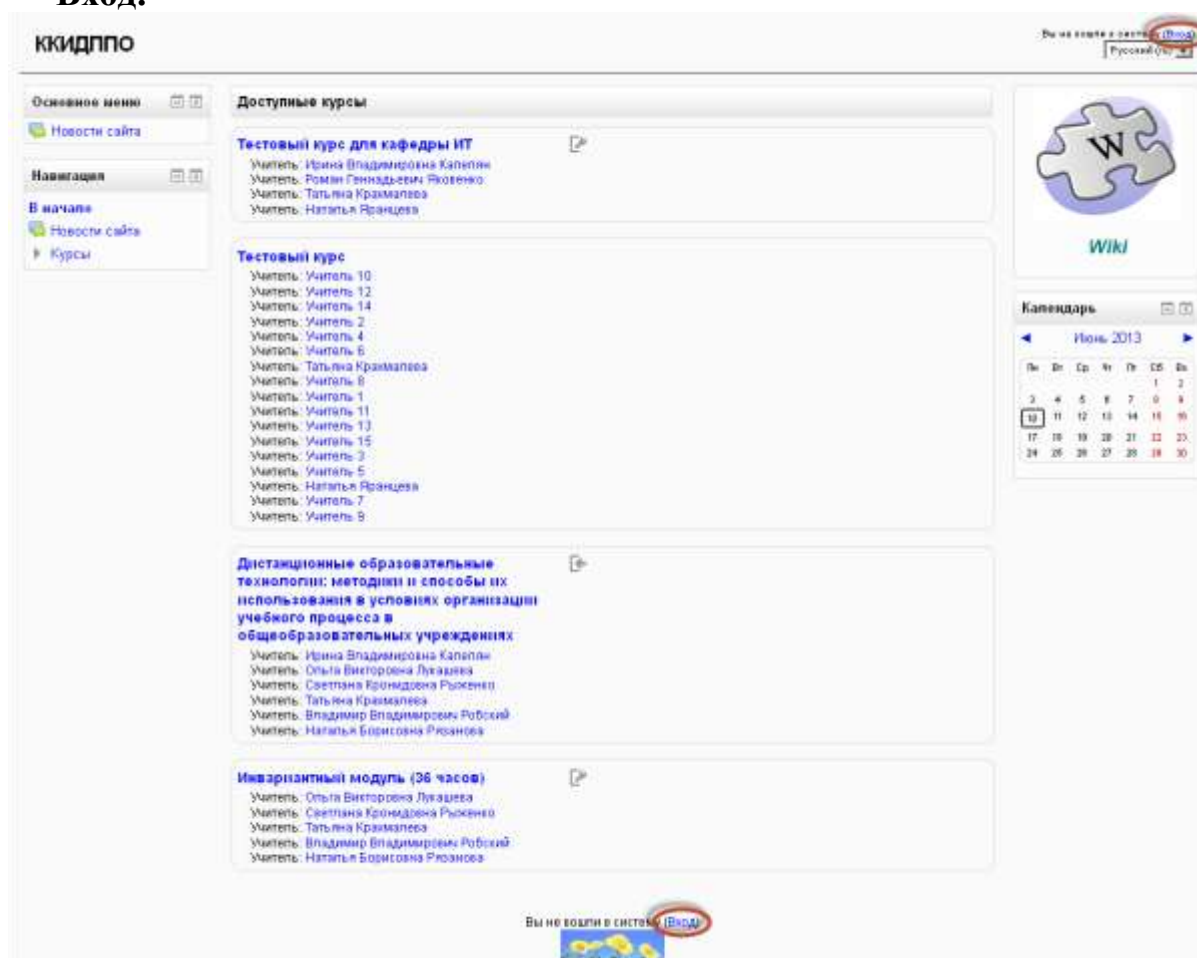 Вход.
ККИДППО
Вы не вошли в систему (Вход)
Русский (ru)
Основное меню
Новости сайта
Навигация
В начало
Новости сайта
Курсы
Доступные курсы
Тестовый курс для кафедры ИТ
Учитель: Ирина Владимировна Капелян
Учитель: Роман Геннадьевич Яковенко
Учитель: Татьяна Крахмалева
Учитель: Наталья Яранцева
Тестовый курс
Учитель: Учитель 10
Учитель: Учитель 12
Учитель: Учитель 14
Учитель: Учитель 2
Учитель: Учитель 4
Учитель: Учитель 6
Учитель: Татьяна Крахмалева
Учитель: Учитель 8
Учитель: Учитель 1
Учитель: Учитель 11
Учитель: Учитель 13
Учитель: Учитель 15
Учитель: Учитель 3
Учитель: Учитель 5
Учитель: Наталья Яранцева
Учитель: Учитель 7
Учитель: Учитель 9
Дистанционные образовательные
технологии: методики и способы их
использования в условиях организации
учебного процесса в
общеобразовательных учреждениях
Учитель: Ирина Владимировна Капелян
Учитель: Ольга Викторовна Лукашева
Учитель: Светлана Кронидовна Рыженко
Учитель: Татьяна Крахмалева
Учитель: Владимир Владимирович Робский
Учитель: Наталья Борисовна Рязанова
Инвариантный модуль (36 часов)
Учитель: Ольга Викторовна Лукашева
Учитель: Светлана Кронидовна Рыженко
Учитель: Татьяна Крахмалева
Учитель: Владимир Владимирович Робский
Учитель: Наталья Борисовна Рязанова
W
Wiki
Календарь
Июнь 2013
Пн Вт Ср Чт Пт Сб Вс
1 2
3 4 5 6 7 8 9
10 11 12 13 14 15 16
17 18 19 20 21 22 23
24 25 26 27 28 29 30
Вы не вошли в систему (Вход)